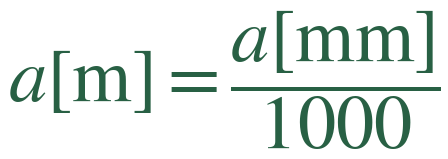 a[m] = a[mm] / 1000